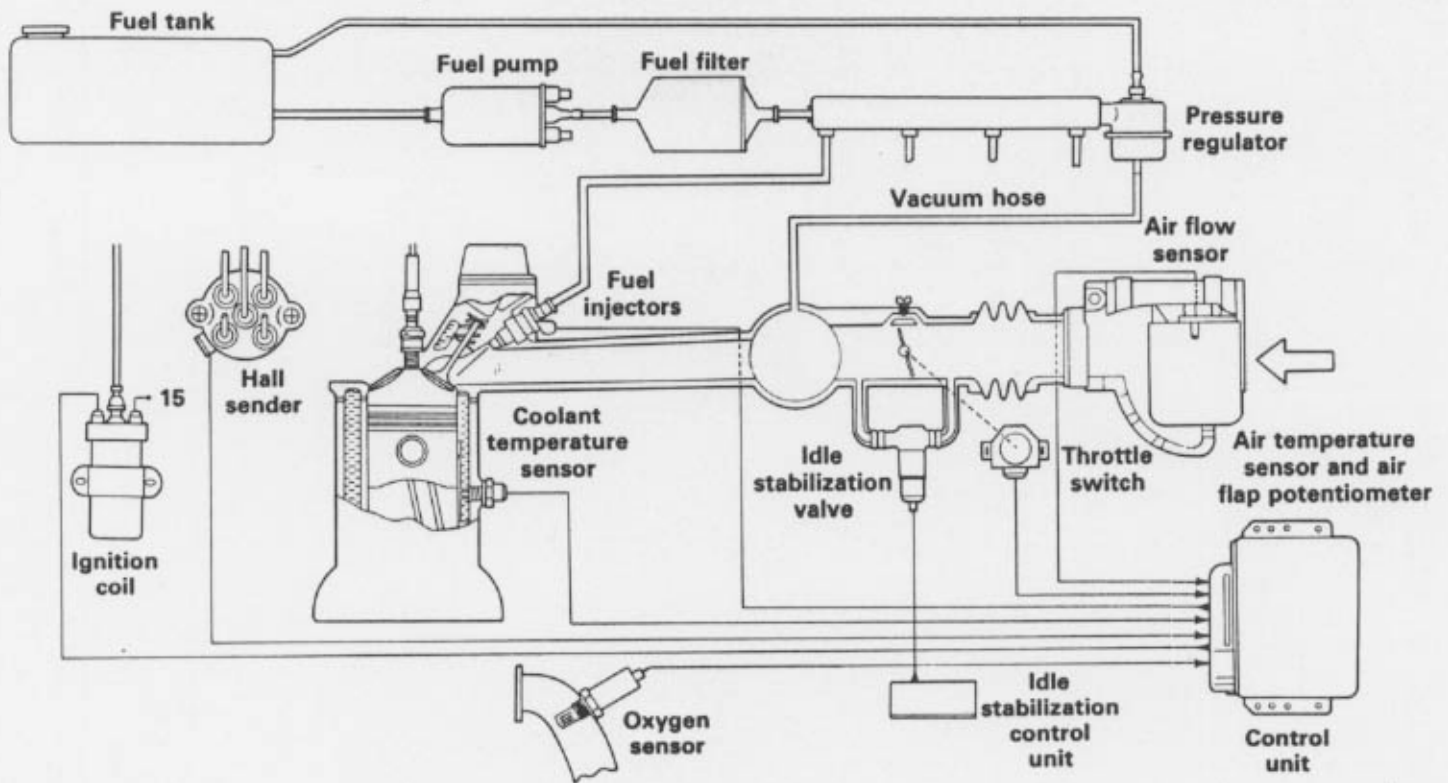 Fuel tank
Fuel pump
Fuel filter
Pressure
regulator
Vacuum hose
Air flow
sensor
Fuel
injectors
Hall
sender
15
Coolant
temperature
sensor
Idle
stabilization
valve
Throttle
switch
Air temperature
sensor and air
flap potentiometer
Ignition
coil
Oxygen
sensor
Idle
stabilization
control
unit
Control
unit